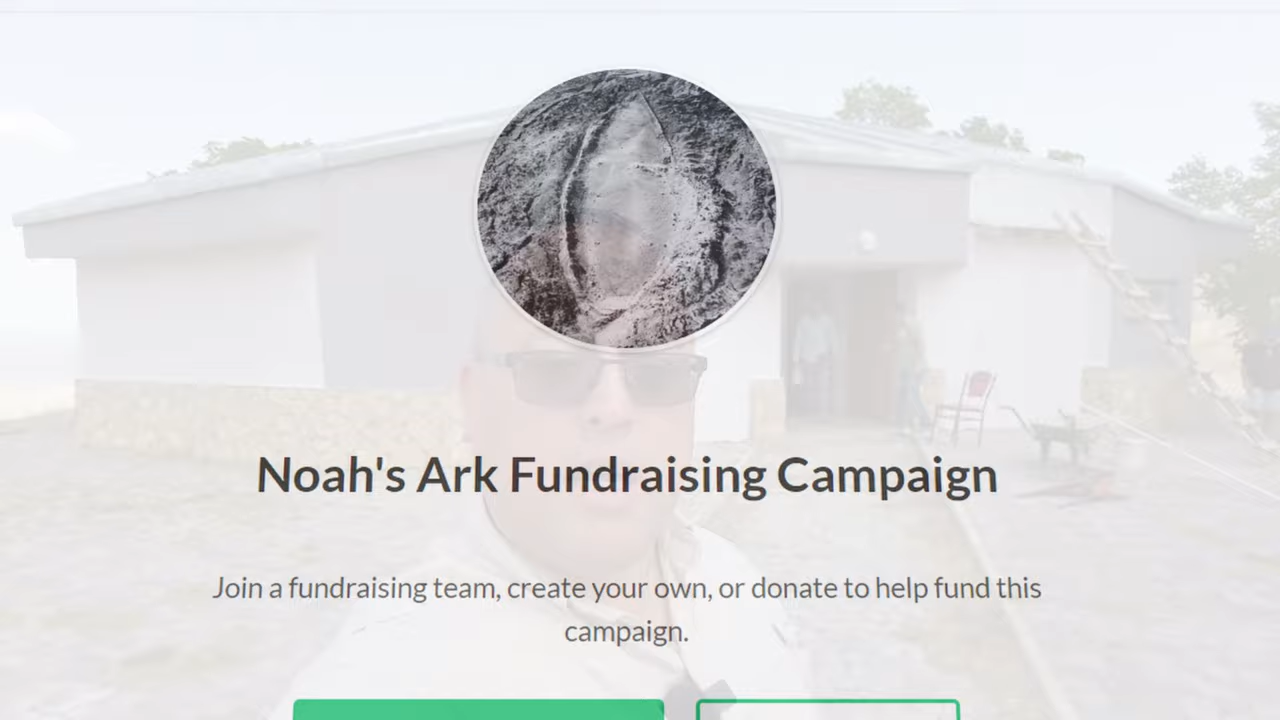 Noah's Ark Fundraising Campaign
Join a fundraising team, create your own, or donate to help fund this
campaign.